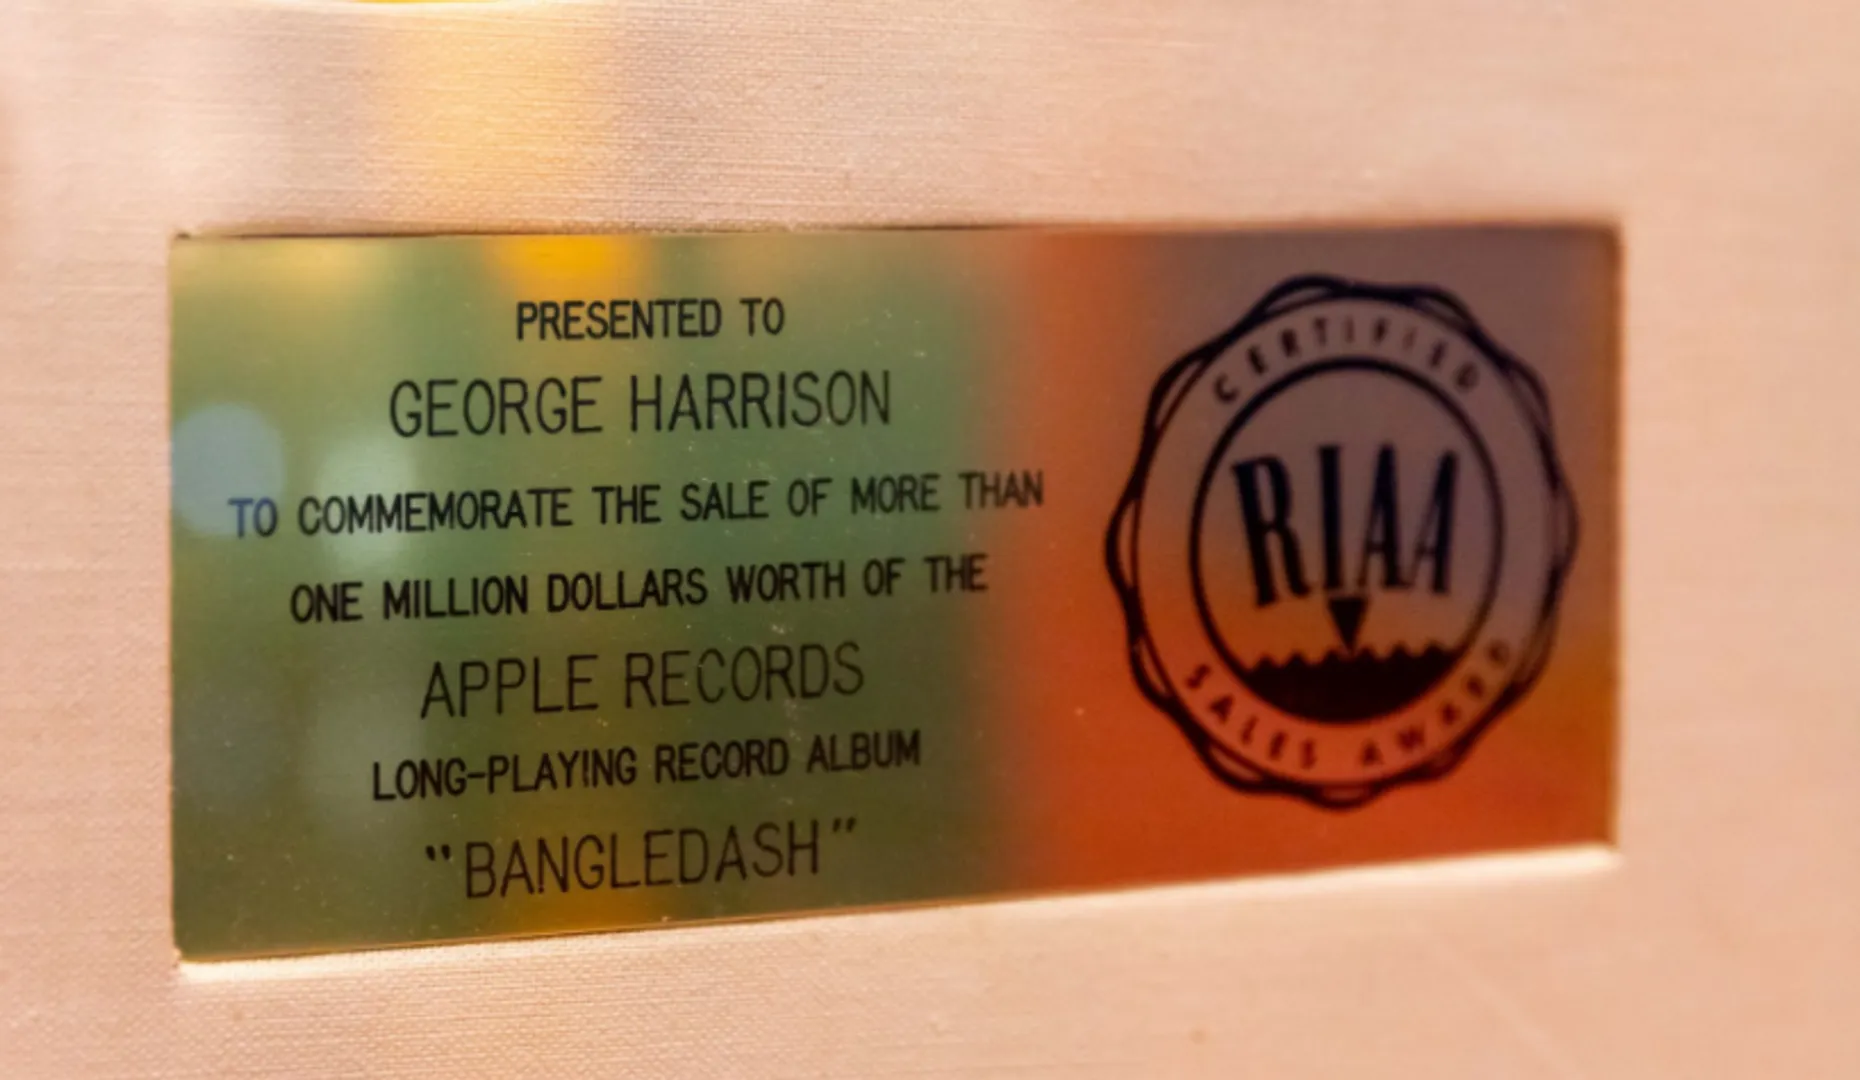 PRESENTED TO
GEORGE HARRISON
TO COMMEMORATE THE SALE OF MORE THAN
ONE MILLION DOLLARS WORTH OF THE
APPLE RECORDS
LONG-PLAYING RECORD ALBUM
"BANGLEDASH"
CERTIFIED
RIAA
SALES AWARD